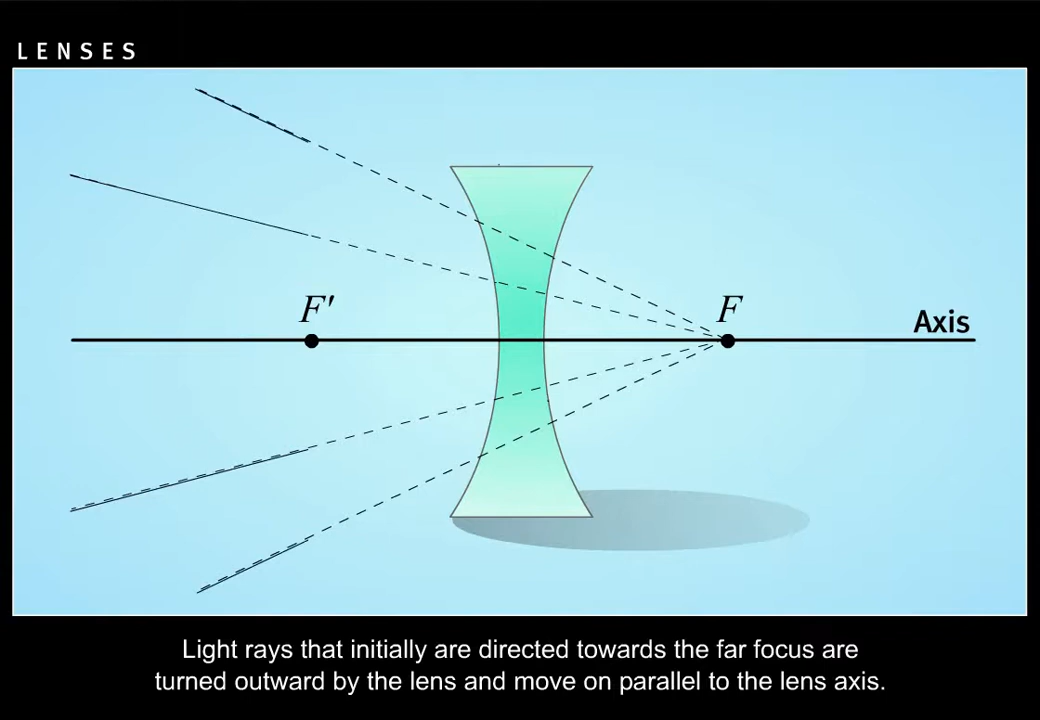 LENSES
F′
F
Axis
Light rays that initially are directed towards the far focus are
turned outward by the lens and move on parallel to the lens axis.